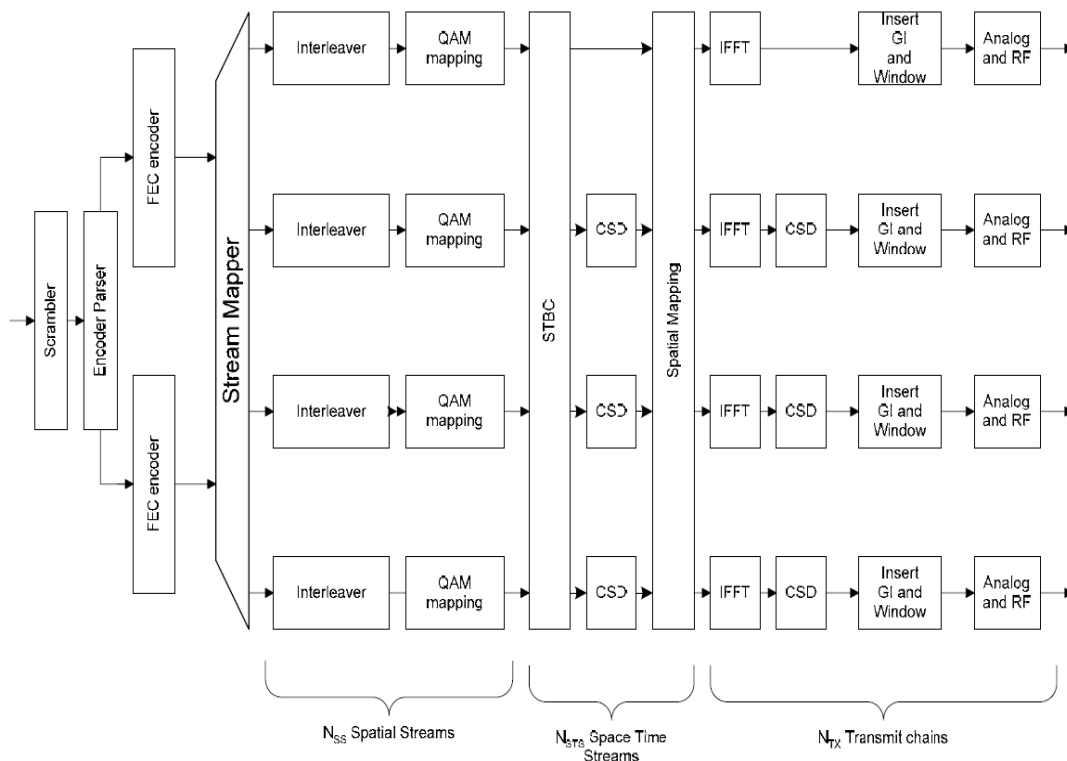 Scrambler
Encoder Parser
FEC encoder
FEC encoder
Stream Mapper
Interleaver
QAM
mapping
STBC
Spatial Mapping
IFFT
Insert
GI
and
Window
Analog
and RF
Interleaver
QAM
mapping
CSD
IFFT
CSD
Insert
GI and
Window
Analog
and RF
Interleaver
QAM
mapping
CSD
IFFT
CSD
Insert
GI and
Window
Analog
and RF
Interleaver
QAM
mapping
CSD
IFFT
CSD
Insert
GI and
Window
Analog
and RF
NSS Spatial Streams
NSTS Space Time
Streams
NTX Transmit chains